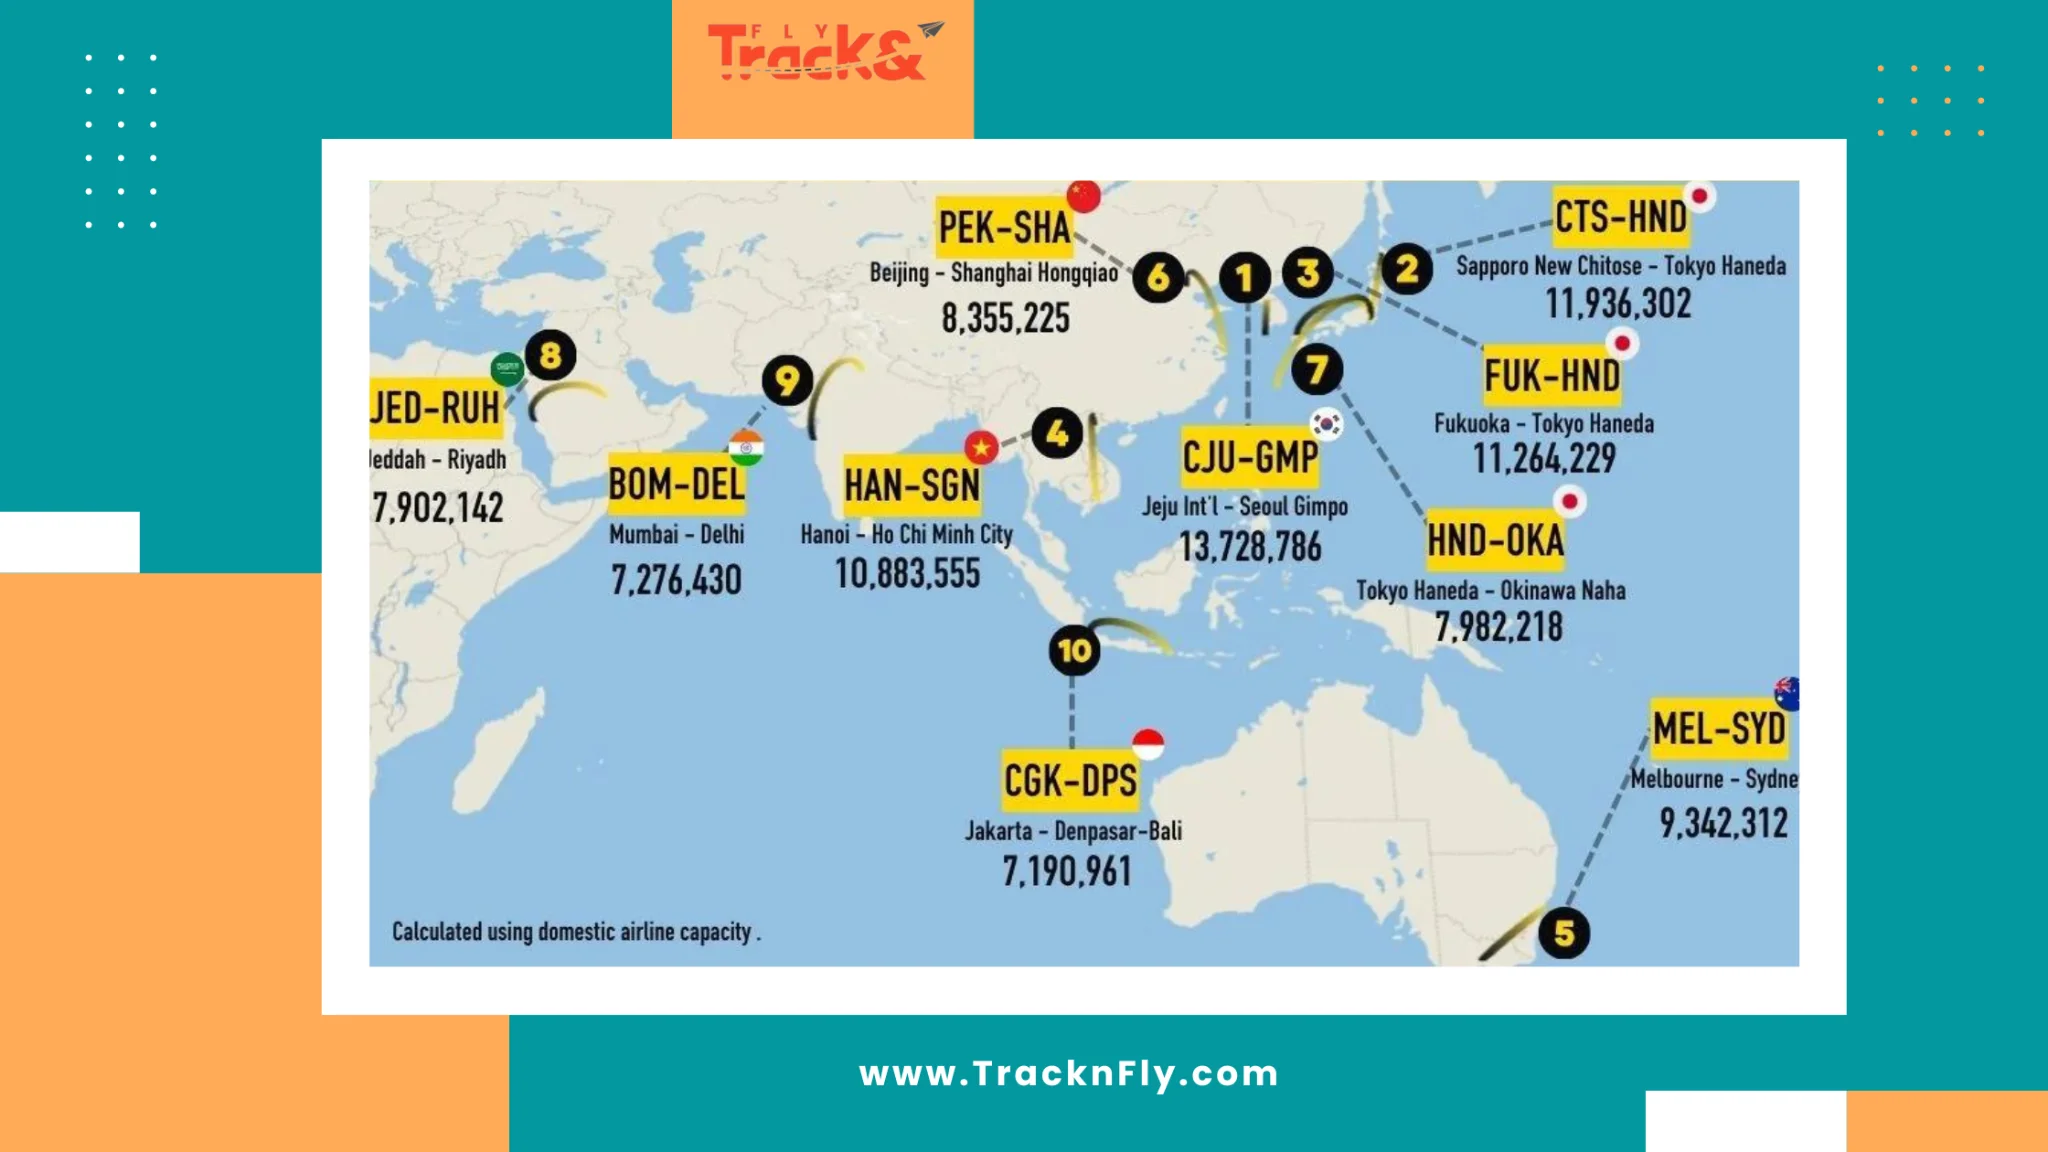 FLY
Track&
PEK-SHA
Beijing - Shanghai Hongqiao
8,355,225
6
1
3
2
CTS-HND
Sapporo New Chitose - Tokyo Haneda
11,936,302
8
JED-RUH
Jeddah - Riyadh
7,902,142
9
BOM-DEL
Mumbai - Delhi
7,276,430
4
HAN-SGN
Hanoi - Ho Chi Minh City
10,883,555
CJU-GMP
Jeju Int'l - Seoul Gimpo
13,728,786
7
FUK-HND
Fukuoka - Tokyo Haneda
11,264,229
HND-OKA
Tokyo Haneda - Okinawa Naha
7,982,218
10
CGK-DPS
Jakarta - Denpasar-Bali
7,190,961
MEL-SYD
Melbourne - Sydne
9,342,312
5
Calculated using domestic airline capacity .
www.TracknFly.com